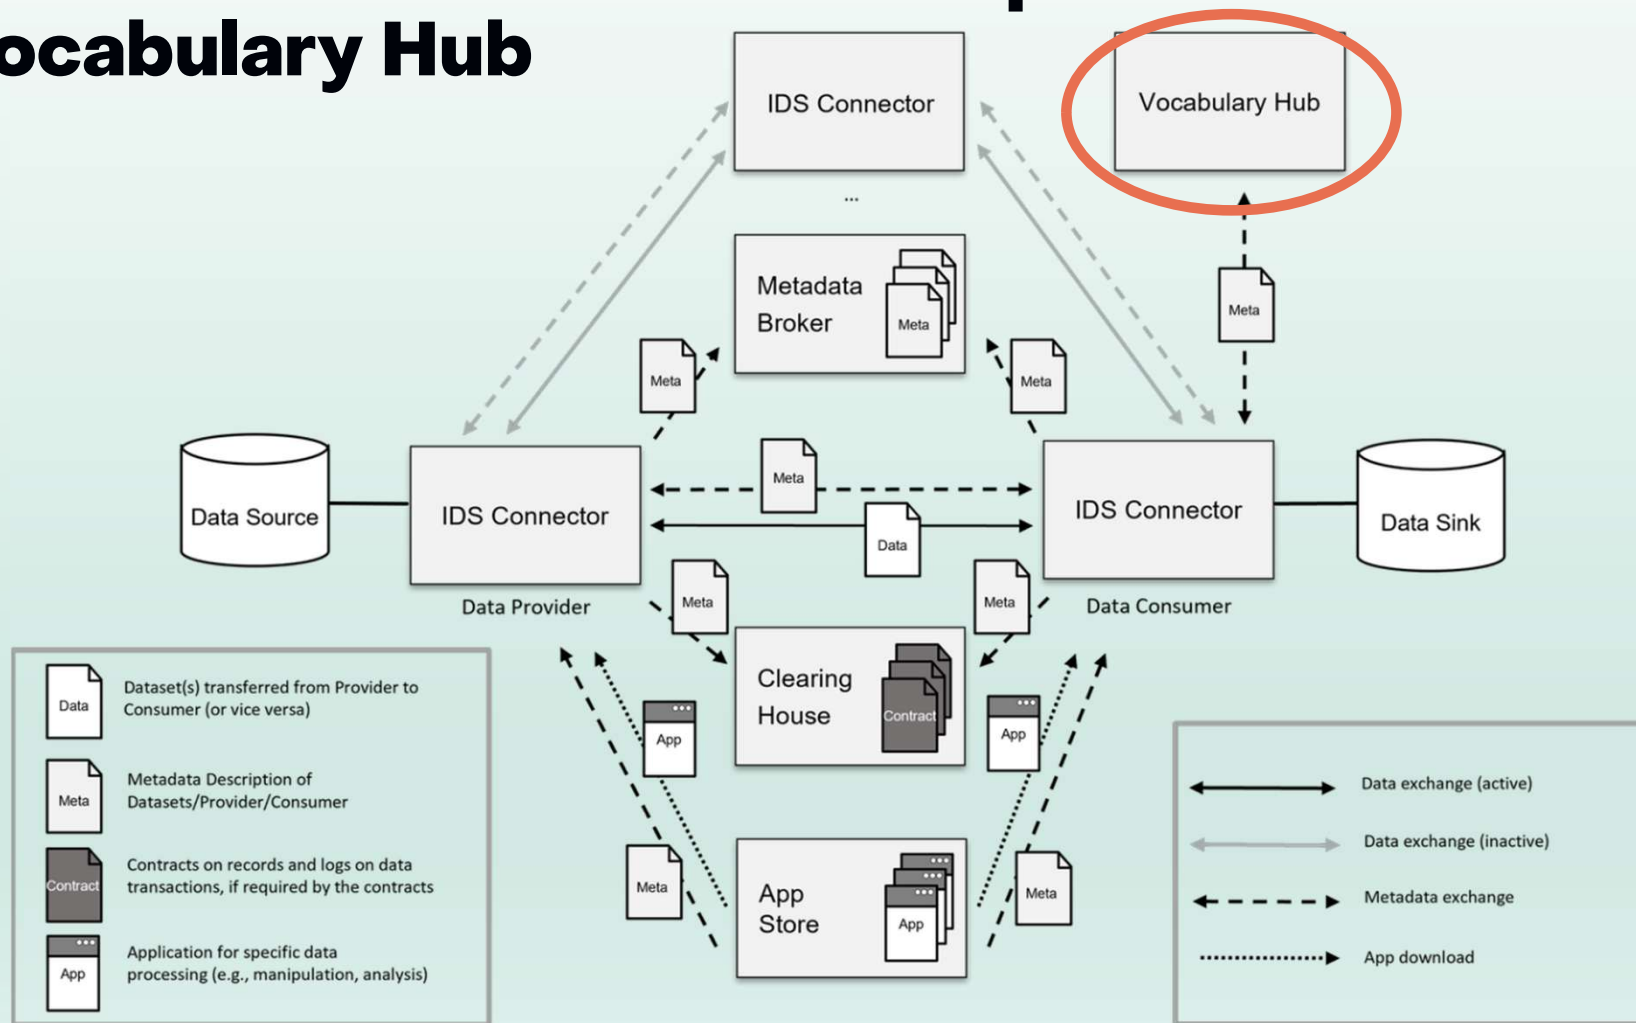 ocabulary Hub
IDS Connector
Vocabulary Hub
...
Metadata
Broker
Meta
Meta
Meta
Meta
Meta
Data Source
IDS Connector
Data
IDS Connector
Data Sink
Data Provider
Data Consumer
Meta
Meta
Clearing
House
Contract
App
App
Meta
App
Store
App
Meta
Data
Dataset(s) transferred from Provider to
Consumer (or vice versa)
Meta
Metadata Description of
Datasets/Provider/Consumer
Contract
Contracts on records and logs on data
transactions, if required by the contracts
App
Application for specific data
processing (e.g., manipulation, analysis)
Data exchange (active)
Data exchange (inactive)
Metadata exchange
App download